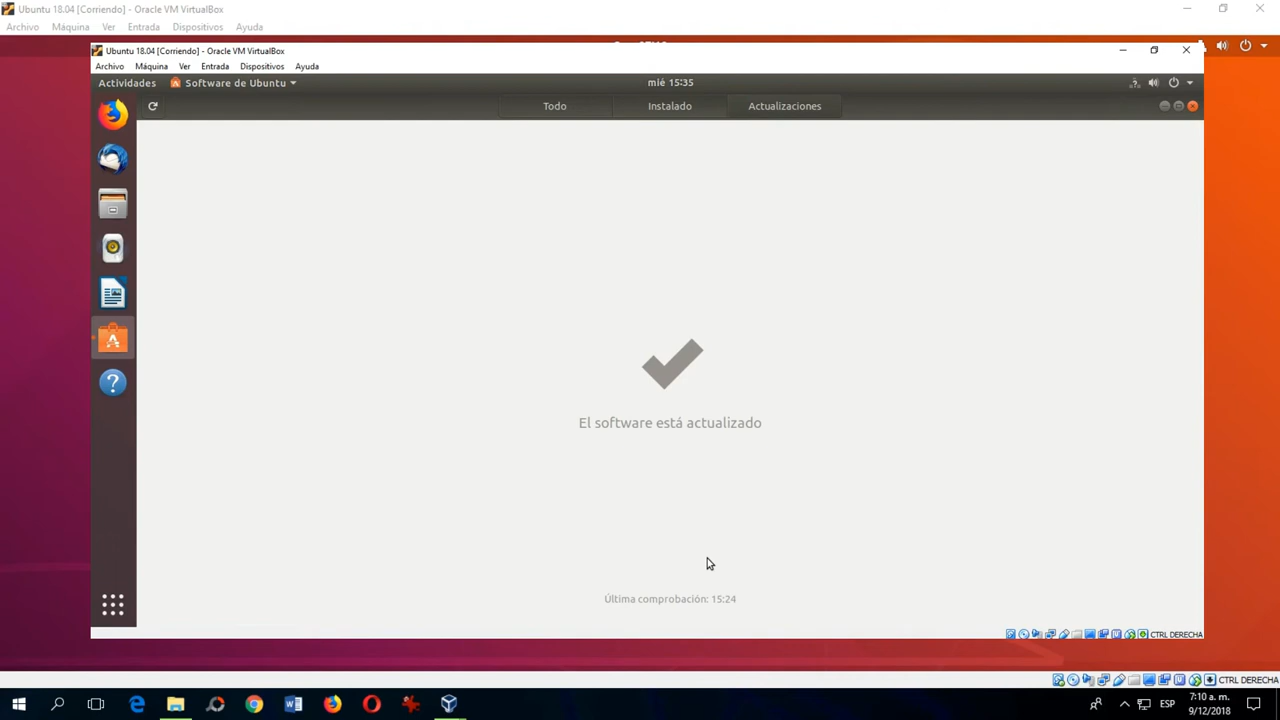 Ubuntu 18.04 [Corriendo] - Oracle VM VirtualBox
Archivo Máquina Ver Entrada Dispositivos Ayuda
Ubuntu 18.04 [Corriendo] - Oracle VM VirtualBox
Archivo Máquina Ver Entrada Dispositivos Ayuda
Actividades Software de Ubuntu mié 15:35
Todo Instalado Actualizaciones
El software está actualizado
Última comprobación: 15:24
CTRL DERECHA
CTRL DERECHA
ESP
7:10 a. m.
9/12/2018